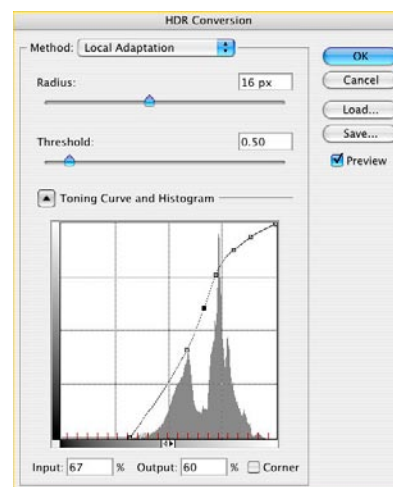 HDR Conversion
Method: Local Adaptation
Radius: 16 px
Threshold: 0.50
Toning Curve and Histogram
Input: 67 % Output: 60 % Corner
OK
Cancel
Load...
Save...
Preview